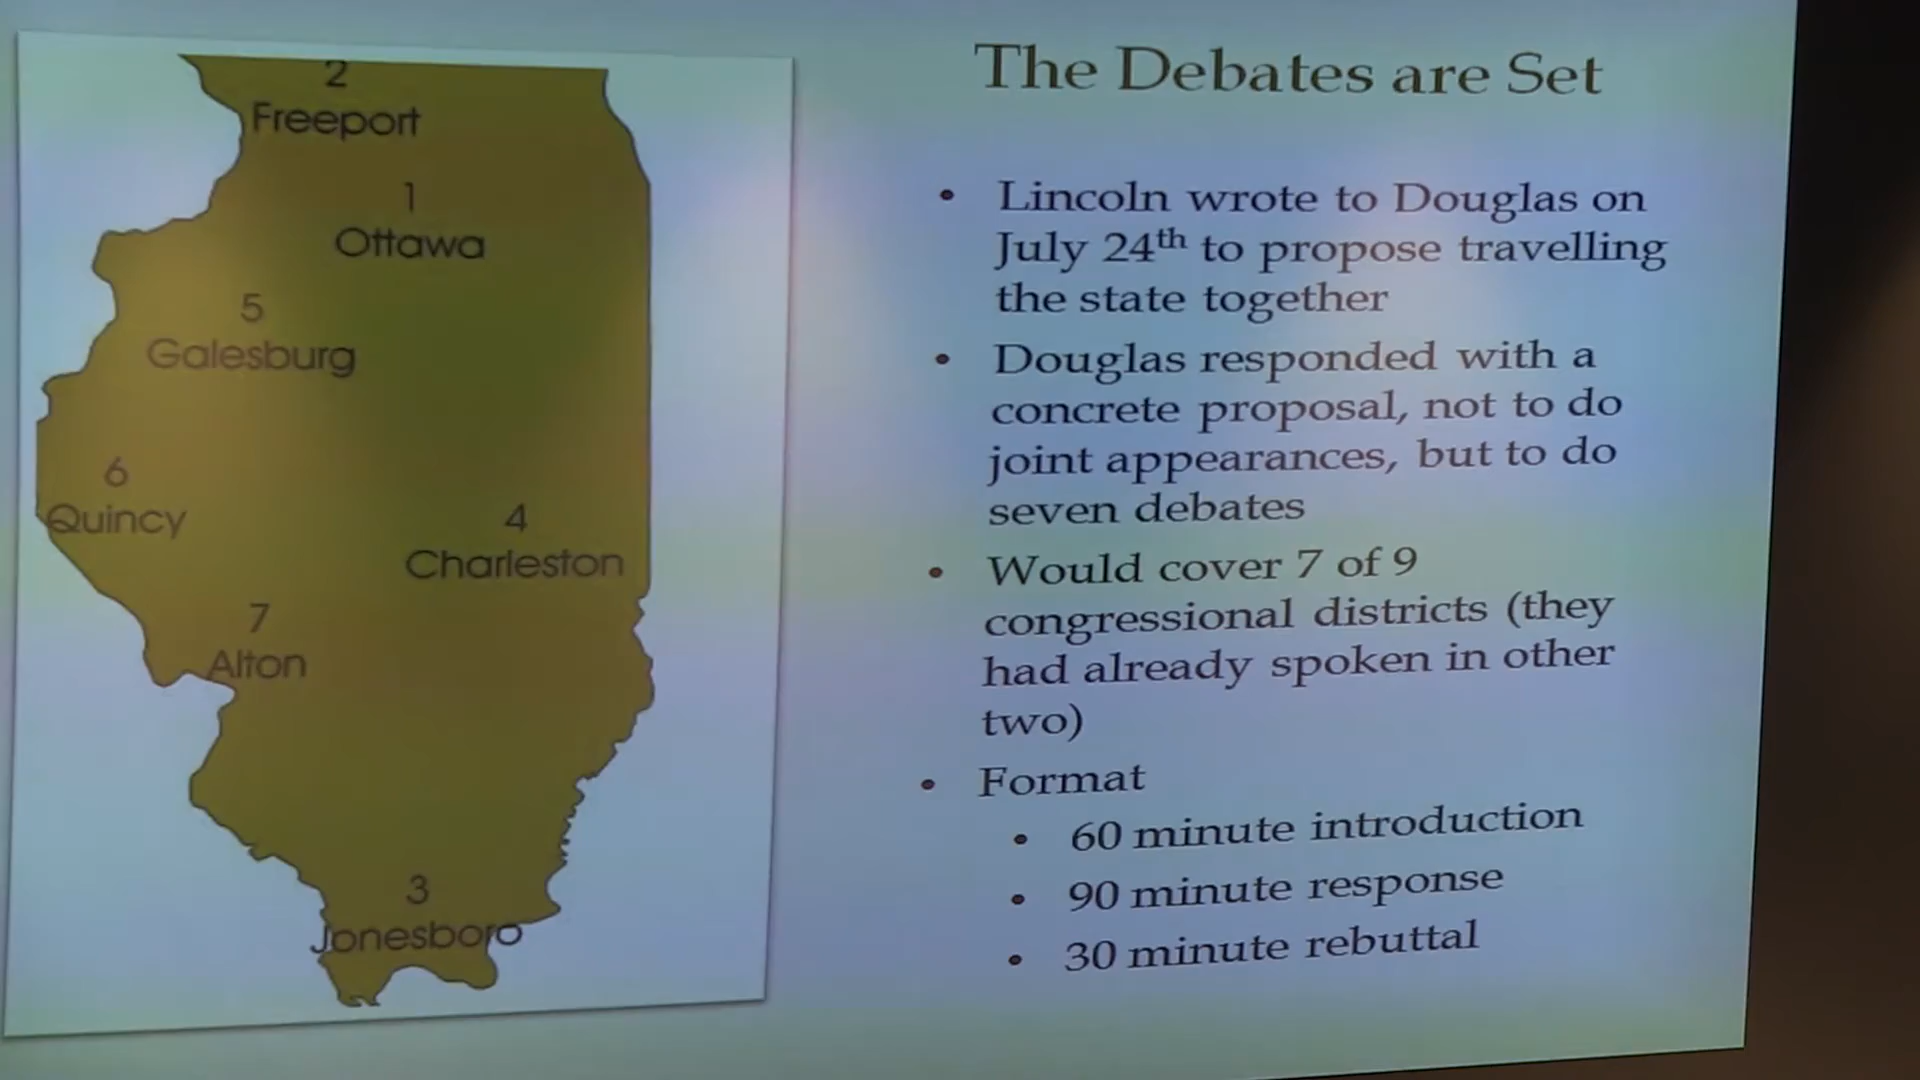 The Debates are Set
2
Freeport
1
Ottawa
5
Galesburg
6
Quincy
4
Charleston
7
Alton
3
Jonesboro
• Lincoln wrote to Douglas on
July 24th to propose travelling
the state together
• Douglas responded with a
concrete proposal, not to do
joint appearances, but to do
seven debates
• Would cover 7 of 9
congressional districts (they
had already spoken in other
two)
• Format
• 60 minute introduction
• 90 minute response
• 30 minute rebuttal